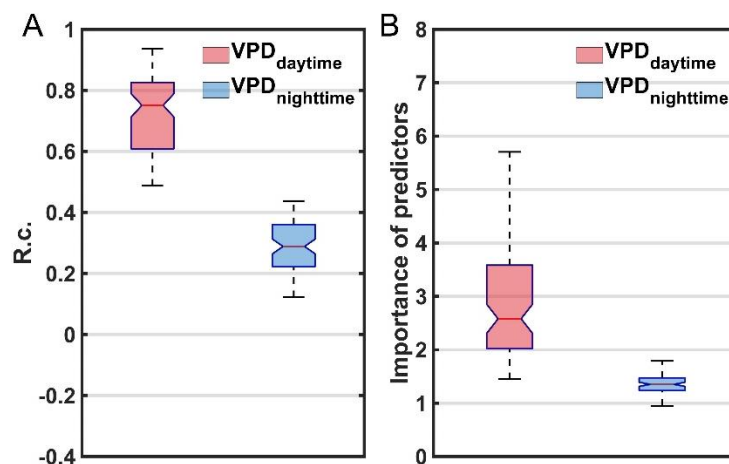 A
B
R.c.
1
0.8
0.6
0.4
0.2
0
-0.2
-0.4
VPDdaytime
VPDnighttime
Importance of predictors
8
7
6
5
4
3
2
1
0
VPDdaytime
VPDnighttime